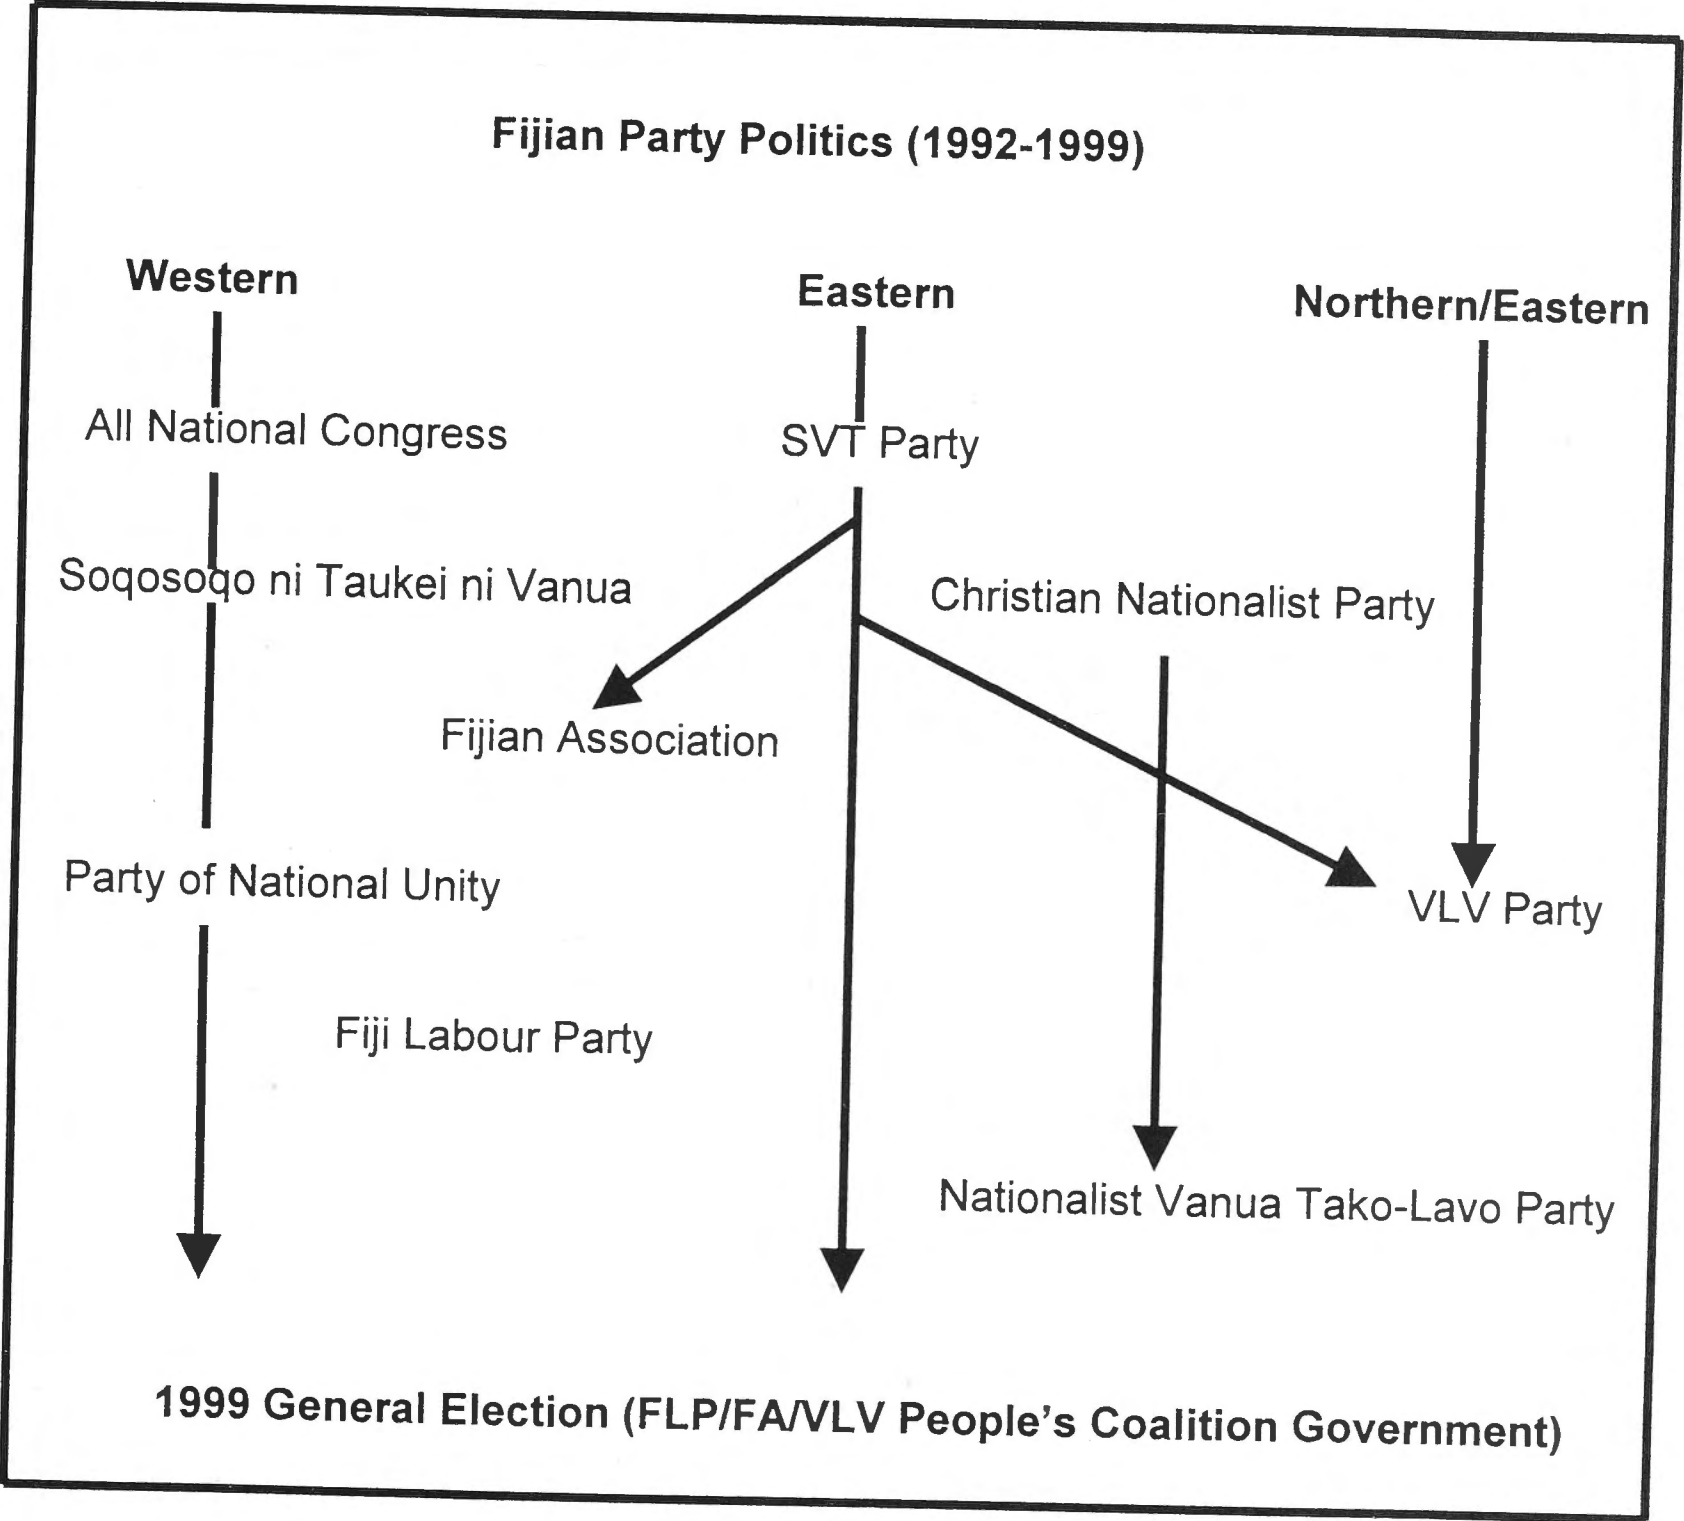 Fijian Party Politics (1992-1999)
Western
Eastern
Northern/Eastern
All National Congress
SVT Party
Soqosoqo ni Taukei ni Vanua
Christian Nationalist Party
Fijian Association
Party of National Unity
VLV Party
Fiji Labour Party
Nationalist Vanua Tako-Lavo Party
1999 General Election (FLP/FA/VLV People's Coalition Government)